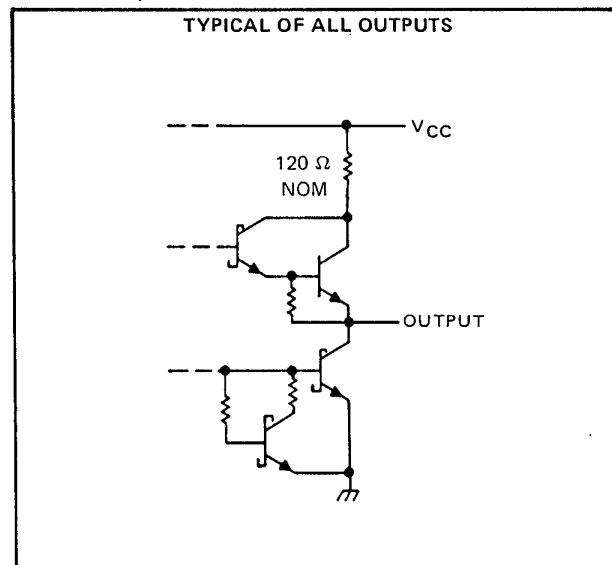 TYPICAL OF ALL OUTPUTS
VCC
120 Ω
NOM
OUTPUT